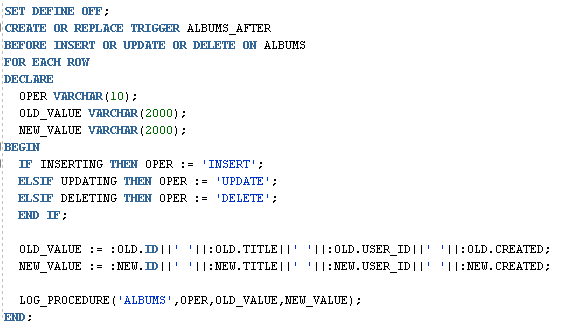 SET DEFINE OFF;
CREATE OR REPLACE TRIGGER ALBUMS_AFTER
BEFORE INSERT OR UPDATE OR DELETE ON ALBUMS
FOR EACH ROW
DECLARE
  OPER VARCHAR(10);
  OLD_VALUE VARCHAR(2000);
  NEW_VALUE VARCHAR(2000);
BEGIN
  IF INSERTING THEN OPER := 'INSERT';
  ELSIF UPDATING THEN OPER := 'UPDATE';
  ELSIF DELETING THEN OPER := 'DELETE';
  END IF;
  OLD_VALUE := :OLD.ID||' '||:OLD.TITLE||' '||:OLD.USER_ID||' '||:OLD.CREATED;
  NEW_VALUE := :NEW.ID||' '||:NEW.TITLE||' '||:NEW.USER_ID||' '||:NEW.CREATED;
  LOG_PROCEDURE('ALBUMS',OPER,OLD_VALUE,NEW_VALUE);
END;